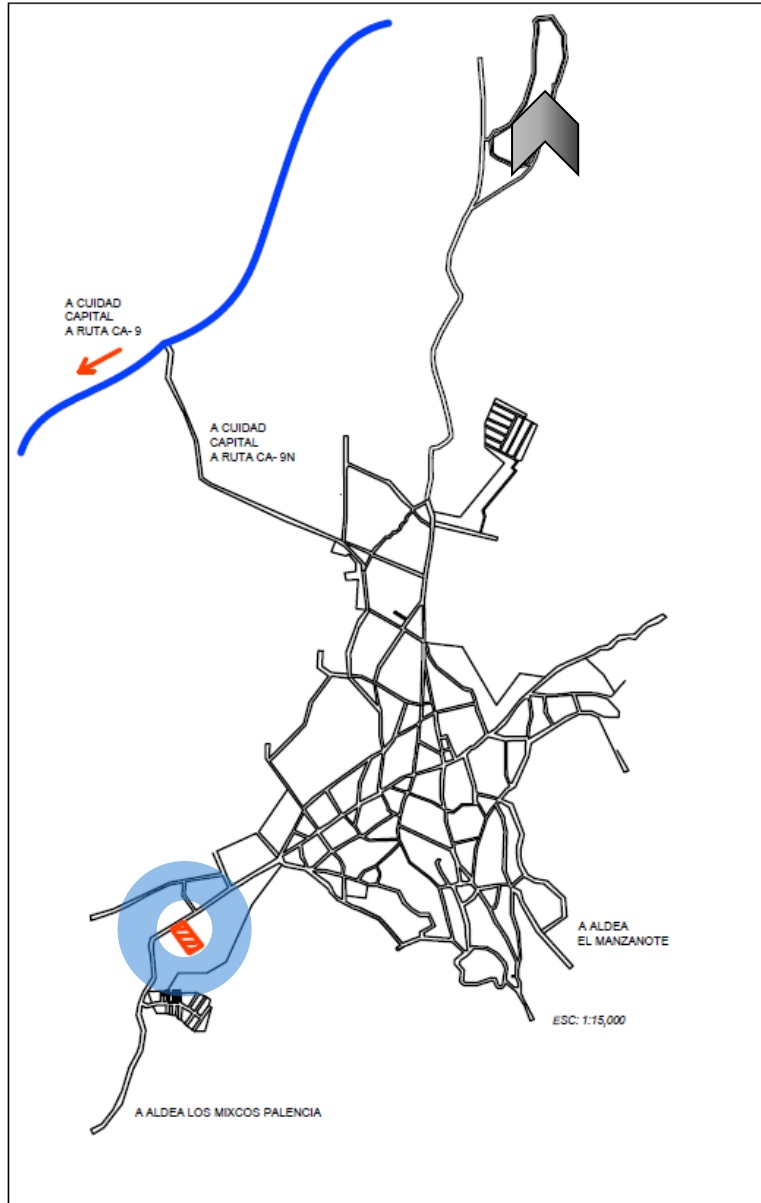 A CUIDAD
CAPITAL
A RUTA CA- 9
A CUIDAD
CAPITAL
A RUTA CA- 9N
A ALDEA
EL MANZANOTE
ESC: 1:15,000
A ALDEA LOS MIXCOS PALENCIA